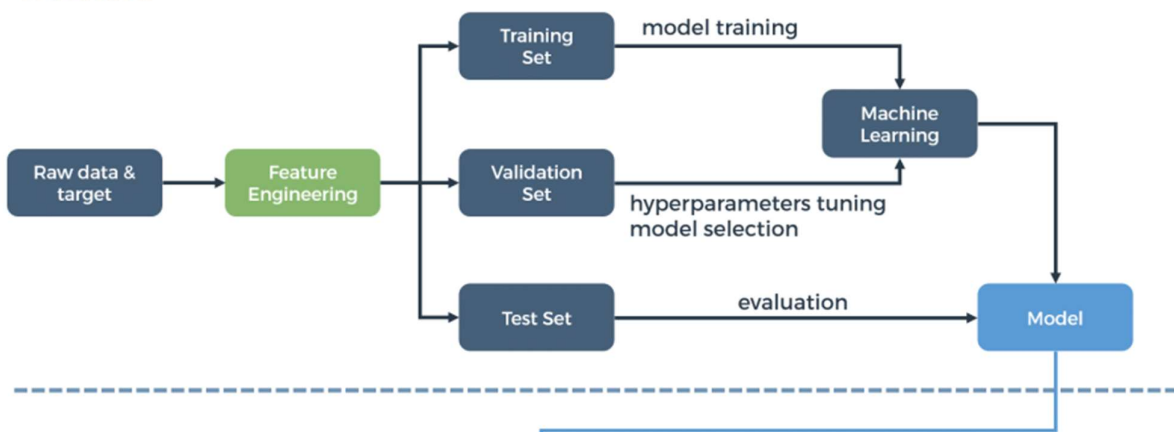 Training
Set
model training
Machine
Learning
Raw data &
target
Feature
Engineering
Validation
Set
hyperparameters tuning
model selection
Test Set
evaluation
Model